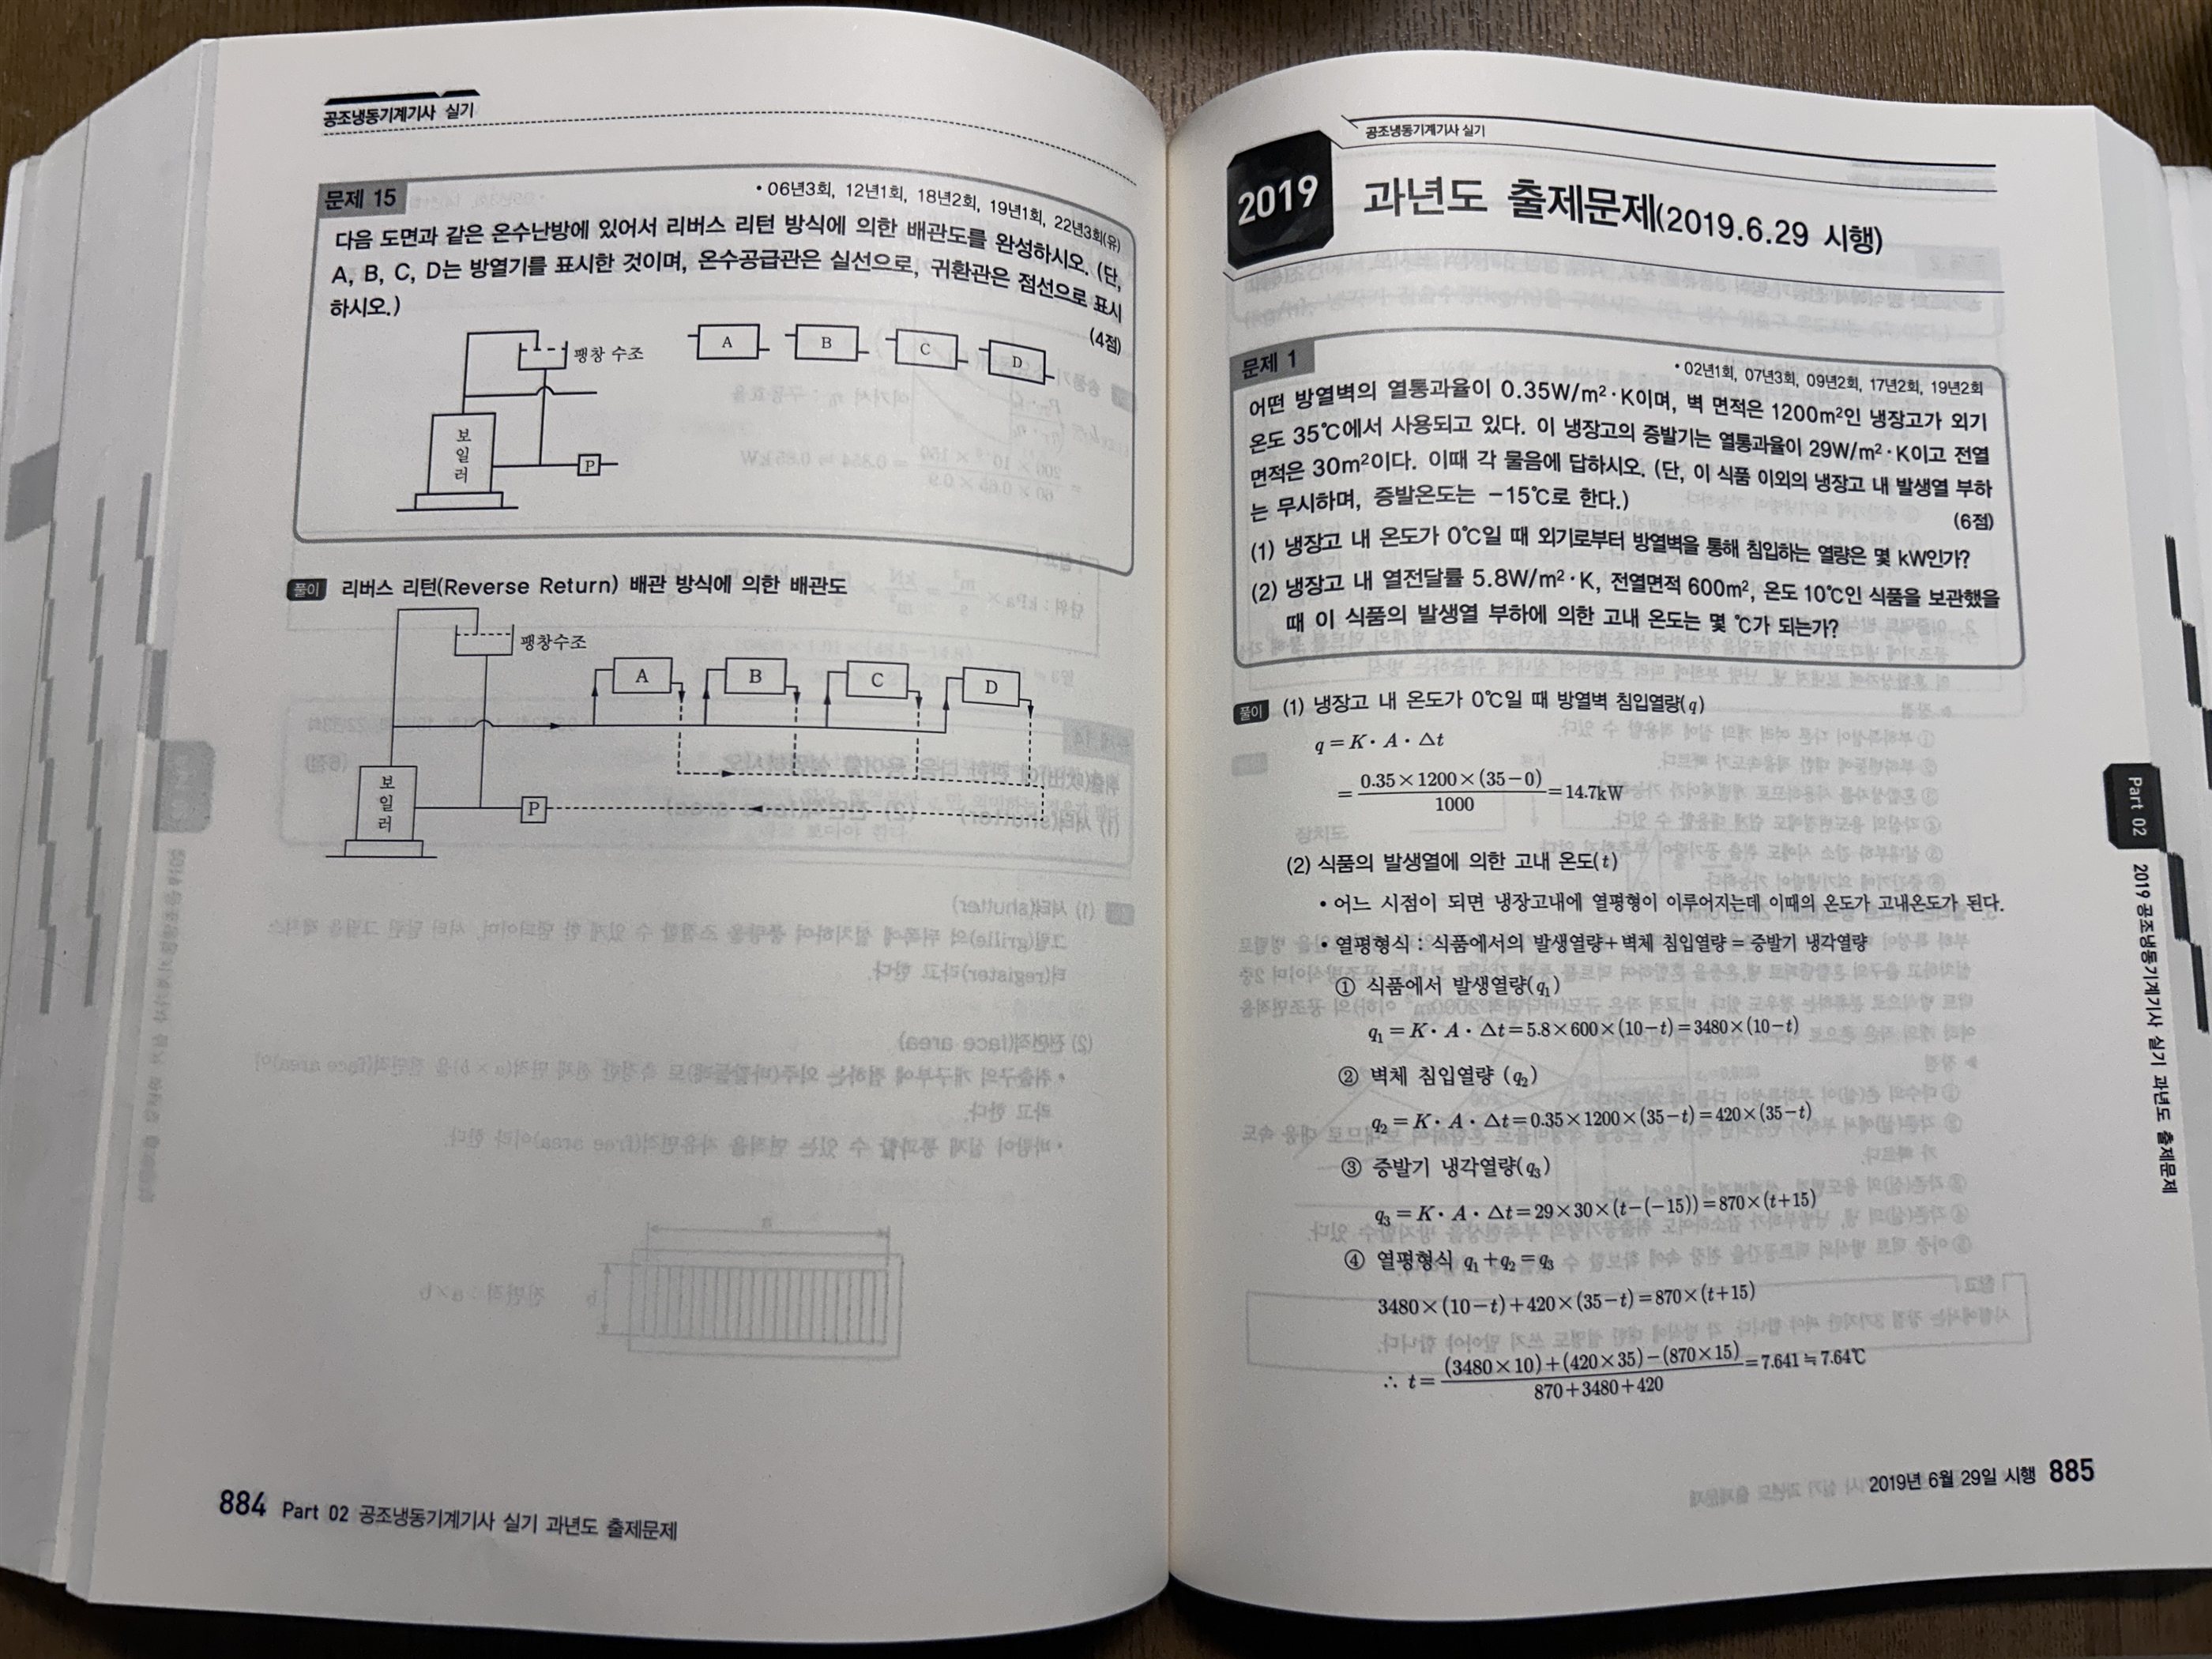 공조냉동기계기사 실기
문제 15
• 06년3회, 12년1회, 18년2회, 19년1회, 22년3회(유)
다음 도면과 같은 온수난방에 있어서 리버스 리턴 방식에 의한 배관도를 완성하시오. (단,
A, B, C, D는 방열기를 표시한 것이며, 온수공급관은 실선으로, 귀환관은 점선으로 표시
하시오.)
(4점)
팽창 수조
A
B
C
D
보일러
P
풀이 리버스 리턴(Reverse Return) 배관 방식에 의한 배관도
팽창수조
A
B
C
D
보일러
P
884 Part 02 공조냉동기계기사 실기 과년도 출제문제
공조냉동기계기사 실기
2019 과년도 출제문제(2019.6.29 시행)
문제 1
• 02년1회, 07년3회, 09년2회, 17년2회, 19년2회
어떤 방열벽의 열통과율이 0.35W/m²·K이며, 벽 면적은 1200m²인 냉장고가 외기
온도 35℃에서 사용되고 있다. 이 냉장고의 증발기는 열통과율이 29W/m²·K이고 전열
면적은 30m²이다. 이때 각 물음에 답하시오. (단, 이 식품 이외의 냉장고 내 발생열 부하
는 무시하며, 증발온도는 -15℃로 한다.)
(6점)
(1) 냉장고 내 온도가 0℃일 때 외기로부터 방열벽을 통해 침입하는 열량은 몇 kW인가?
(2) 냉장고 내 열전달률 5.8W/m²·K, 전열면적 600m², 온도 10℃인 식품을 보관했을
때 이 식품의 발생열 부하에 의한 고내 온도는 몇 ℃가 되는가?
풀이 (1) 냉장고 내 온도가 0℃일 때 방열벽 침입열량(q)
q = K · A · △t
= 0.35×1200×(35−0) / 1000 = 14.7kW
(2) 식품의 발생열에 의한 고내 온도(t)
• 어느 시점이 되면 냉장고내에 열평형이 이루어지는데 이때의 온도가 고내온도가 된다.
• 열평형식 : 식품에서의 발생열량+벽체 침입열량 = 증발기 냉각열량
① 식품에서 발생열량(q₁)
q₁ = K · A · △t = 5.8×600×(10−t) = 3480×(10−t)
② 벽체 침입열량 (q₂)
q₂ = K · A · △t = 0.35×1200×(35−t) = 420×(35−t)
③ 증발기 냉각열량(q₃)
q₃ = K · A · △t = 29×30×(t−(−15)) = 870×(t+15)
④ 열평형식 q₁+q₂ = q₃
3480×(10−t)+420×(35−t) = 870×(t+15)
∴ t = (3480×10)+(420×35)−(870×15) / 870+3480+420 = 7.641 ≒ 7.64℃
Part 02
2019 공조냉동기계기사 실기 과년도 출제문제
2019년 6월 29일 시행 885